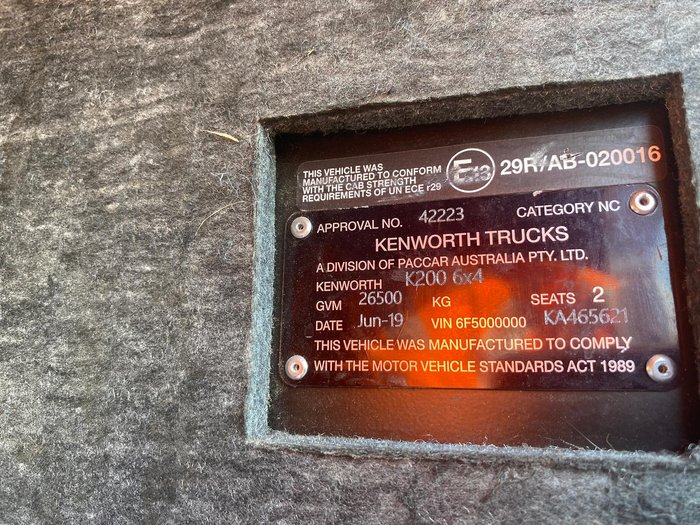 THIS VEHICLE WAS
MANUFACTURED TO CONFORM
WITH THE CAB STRENGTH
REQUIREMENTS OF UN ECE r29
E13 29R/AB-020016
APPROVAL NO. 42223 CATEGORY NC
KENWORTH TRUCKS
A DIVISION OF PACCAR AUSTRALIA PTY. LTD.
KENWORTH K200 6x4
GVM 26500 KG SEATS 2
DATE Jun-19 VIN 6F5000000 KA465621
THIS VEHICLE WAS MANUFACTURED TO COMPLY
WITH THE MOTOR VEHICLE STANDARDS ACT 1989